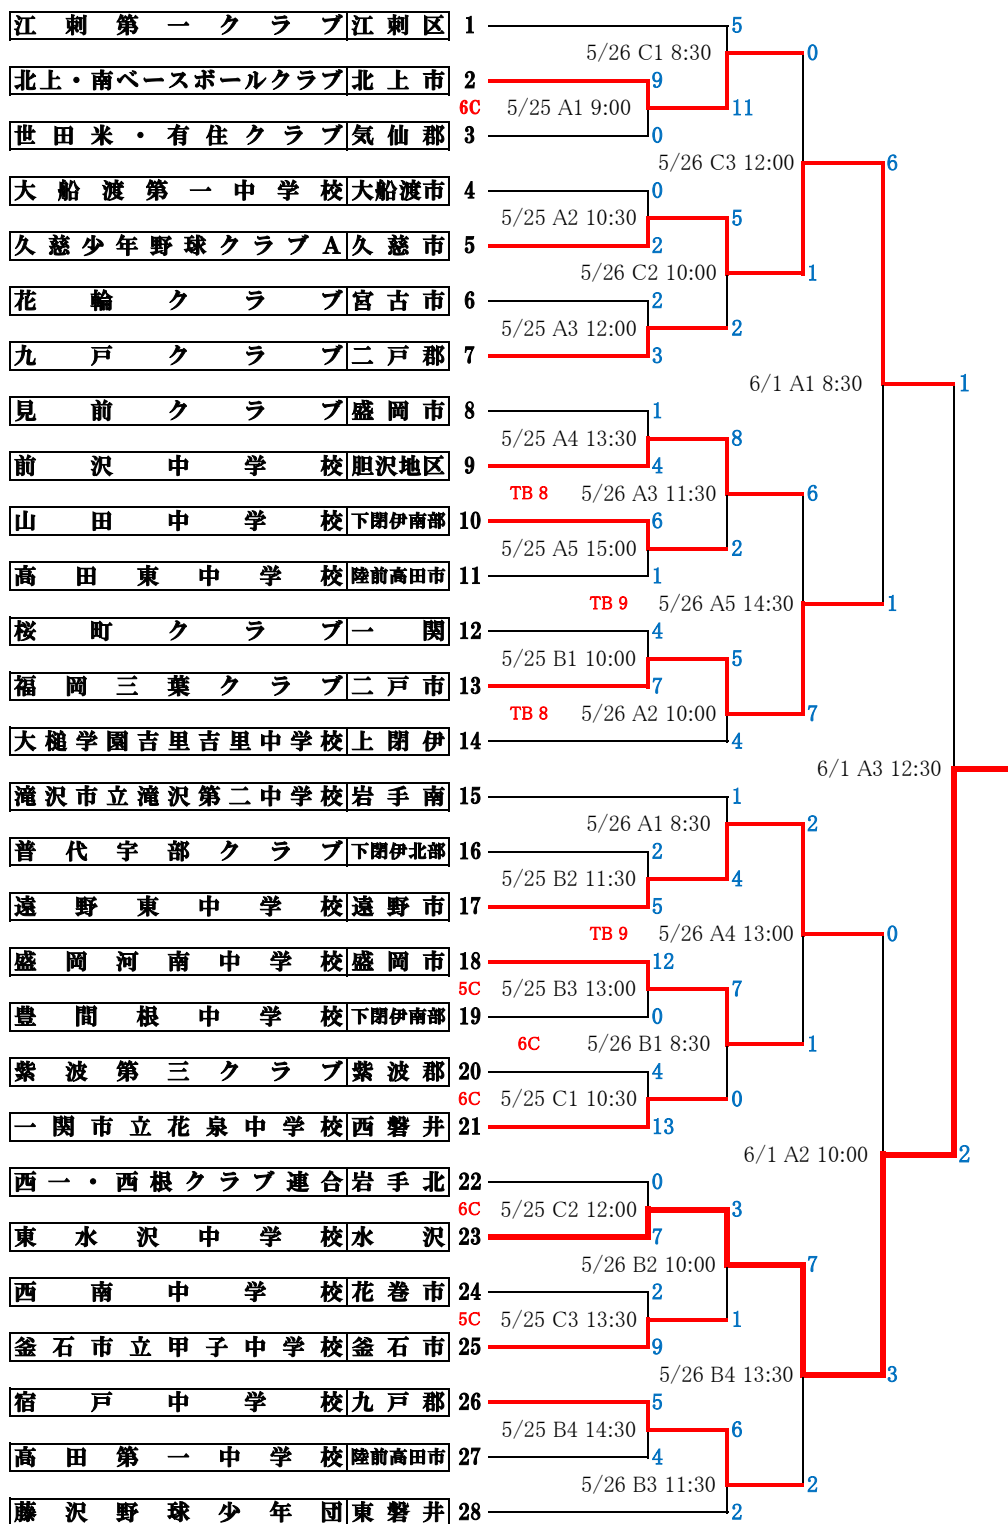 江刺第一クラブ 江刺区 1 5
5/26 C1 8:30 0
北上・南ベースボールクラブ 北上市 2 9
6C 5/25 A1 9:00 11
世田米・有住クラブ 気仙郡 3 0
5/26 C3 12:00 6
大船渡第一中学校 大船渡市 4 0
5/25 A2 10:30 5
久慈少年野球クラブA 久慈市 5 2
5/26 C2 10:00 1
花輪クラブ 宮古市 6 2
5/25 A3 12:00 2
九戸クラブ 二戸郡 7 3
6/1 A1 8:30 1
見前クラブ 盛岡市 8 1
5/25 A4 13:30 8
前沢中学校 胆沢地区 9 4
TB 8 5/26 A3 11:30 6
山田中学校 下閉伊南部 10 6
5/25 A5 15:00 2
高田東中学校 陸前高田市 11 1
TB 9 5/26 A5 14:30 1
桜町クラブ 一関 12 4
5/25 B1 10:00 5
福岡三葉クラブ 二戸市 13 7
TB 8 5/26 A2 10:00 7
大槌学園吉里吉里中学校 上閉伊 14 4
6/1 A3 12:30
滝沢市立滝沢第二中学校 岩手南 15 1
5/26 A1 8:30 2
普代宇部クラブ 下閉伊北部 16 2
5/25 B2 11:30 4
遠野東中学校 遠野市 17 5
TB 9 5/26 A4 13:00 0
盛岡河南中学校 盛岡市 18 12
5C 5/25 B3 13:00 7
豊間根中学校 下閉伊南部 19 0
6C 5/26 B1 8:30 1
紫波第三クラブ 紫波郡 20 4
6C 5/25 C1 10:30 0
一関市立花泉中学校 西磐井 21 13
6/1 A2 10:00 2
西一・西根クラブ連合 岩手北 22 0
6C 5/25 C2 12:00 3
東水沢中学校 水沢 23 7
5/26 B2 10:00 7
西南中学校 花巻市 24 2
5C 5/25 C3 13:30 1
釜石市立甲子中学校 釜石市 25 9
5/26 B4 13:30 3
宿戸中学校 九戸郡 26 5
5/25 B4 14:30 6
高田第一中学校 陸前高田市 27 4
5/26 B3 11:30 2
藤沢野球少年団 東磐井 28 2